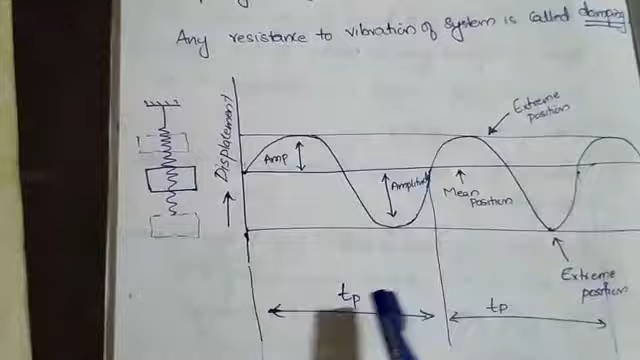 Any resistance to vibration of system is called damping
Displacement
Extreme
position
Amp
Amplitude
Mean
Position
Extreme
position
tp
tp